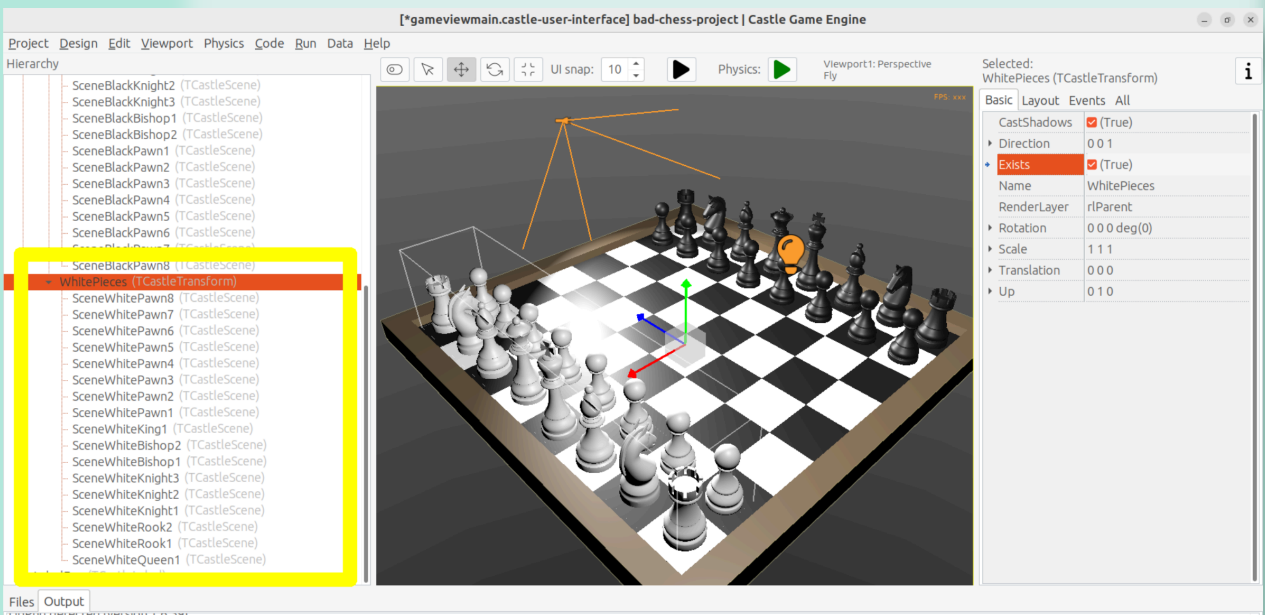 [*gameviewmain.castle-user-interface] bad-chess-project | Castle Game Engine
Project Design Edit Viewport Physics Code Run Data Help
Hierarchy
SceneBlackKnight2 (TCastleScene)
SceneBlackKnight3 (TCastleScene)
SceneBlackBishop1 (TCastleScene)
SceneBlackBishop2 (TCastleScene)
SceneBlackPawn1 (TCastleScene)
SceneBlackPawn2 (TCastleScene)
SceneBlackPawn3 (TCastleScene)
SceneBlackPawn4 (TCastleScene)
SceneBlackPawn5 (TCastleScene)
SceneBlackPawn6 (TCastleScene)
SceneBlackPawn7 (TCastleScene)
SceneBlackPawn8 (TCastleScene)
WhitePieces (TCastleTransform)
SceneWhitePawn8 (TCastleScene)
SceneWhitePawn7 (TCastleScene)
SceneWhitePawn6 (TCastleScene)
SceneWhitePawn5 (TCastleScene)
SceneWhitePawn4 (TCastleScene)
SceneWhitePawn3 (TCastleScene)
SceneWhitePawn2 (TCastleScene)
SceneWhitePawn1 (TCastleScene)
SceneWhiteKing1 (TCastleScene)
SceneWhiteBishop2 (TCastleScene)
SceneWhiteBishop1 (TCastleScene)
SceneWhiteKnight3 (TCastleScene)
SceneWhiteKnight2 (TCastleScene)
SceneWhiteKnight1 (TCastleScene)
SceneWhiteRook2 (TCastleScene)
SceneWhiteRook1 (TCastleScene)
SceneWhiteQueen1 (TCastleScene)
UI snap: 10
Physics:
Viewport1: Perspective
Fly
FPS: xxx
Selected:
WhitePieces (TCastleTransform)
i
Basic Layout Events All
CastShadows (True)
Direction 0 0 1
Exists (True)
Name WhitePieces
RenderLayer rlParent
Rotation 0 0 0 deg(0)
Scale 1 1 1
Translation 0 0 0
Up 0 1 0
Files Output